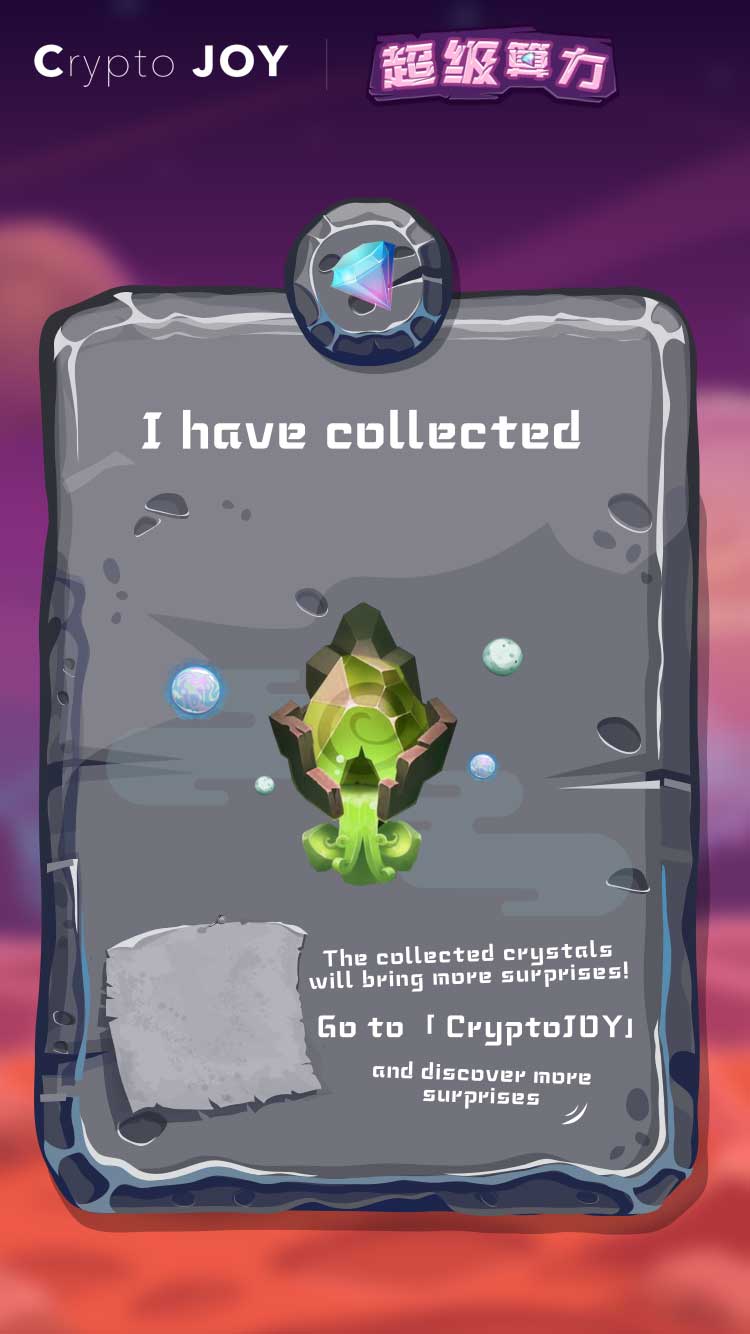 Crypto JOY
超级算力
I have collected
The collected crystals
will bring more surprises!
Go to「CryptoJOY」
and discover more
surprises